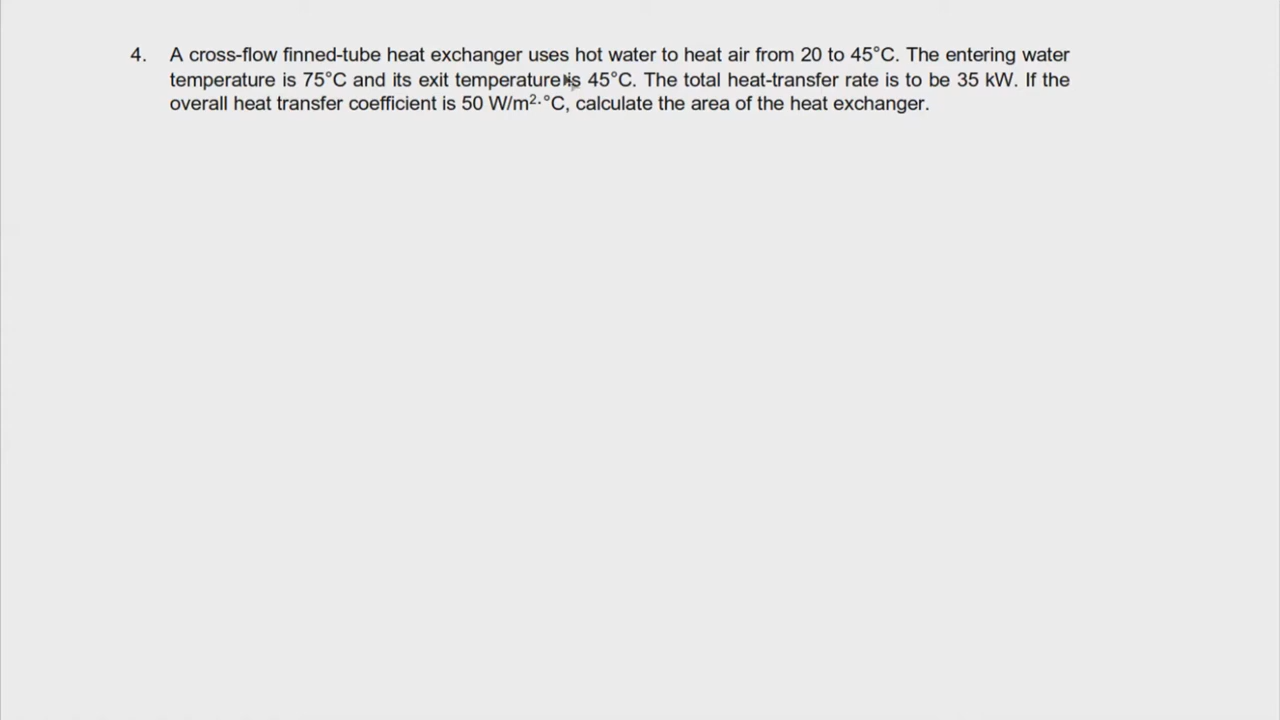 4. A cross-flow finned-tube heat exchanger uses hot water to heat air from 20 to 45°C. The entering water
temperature is 75°C and its exit temperature is 45°C. The total heat-transfer rate is to be 35 kW. If the
overall heat transfer coefficient is 50 W/m²·°C, calculate the area of the heat exchanger.